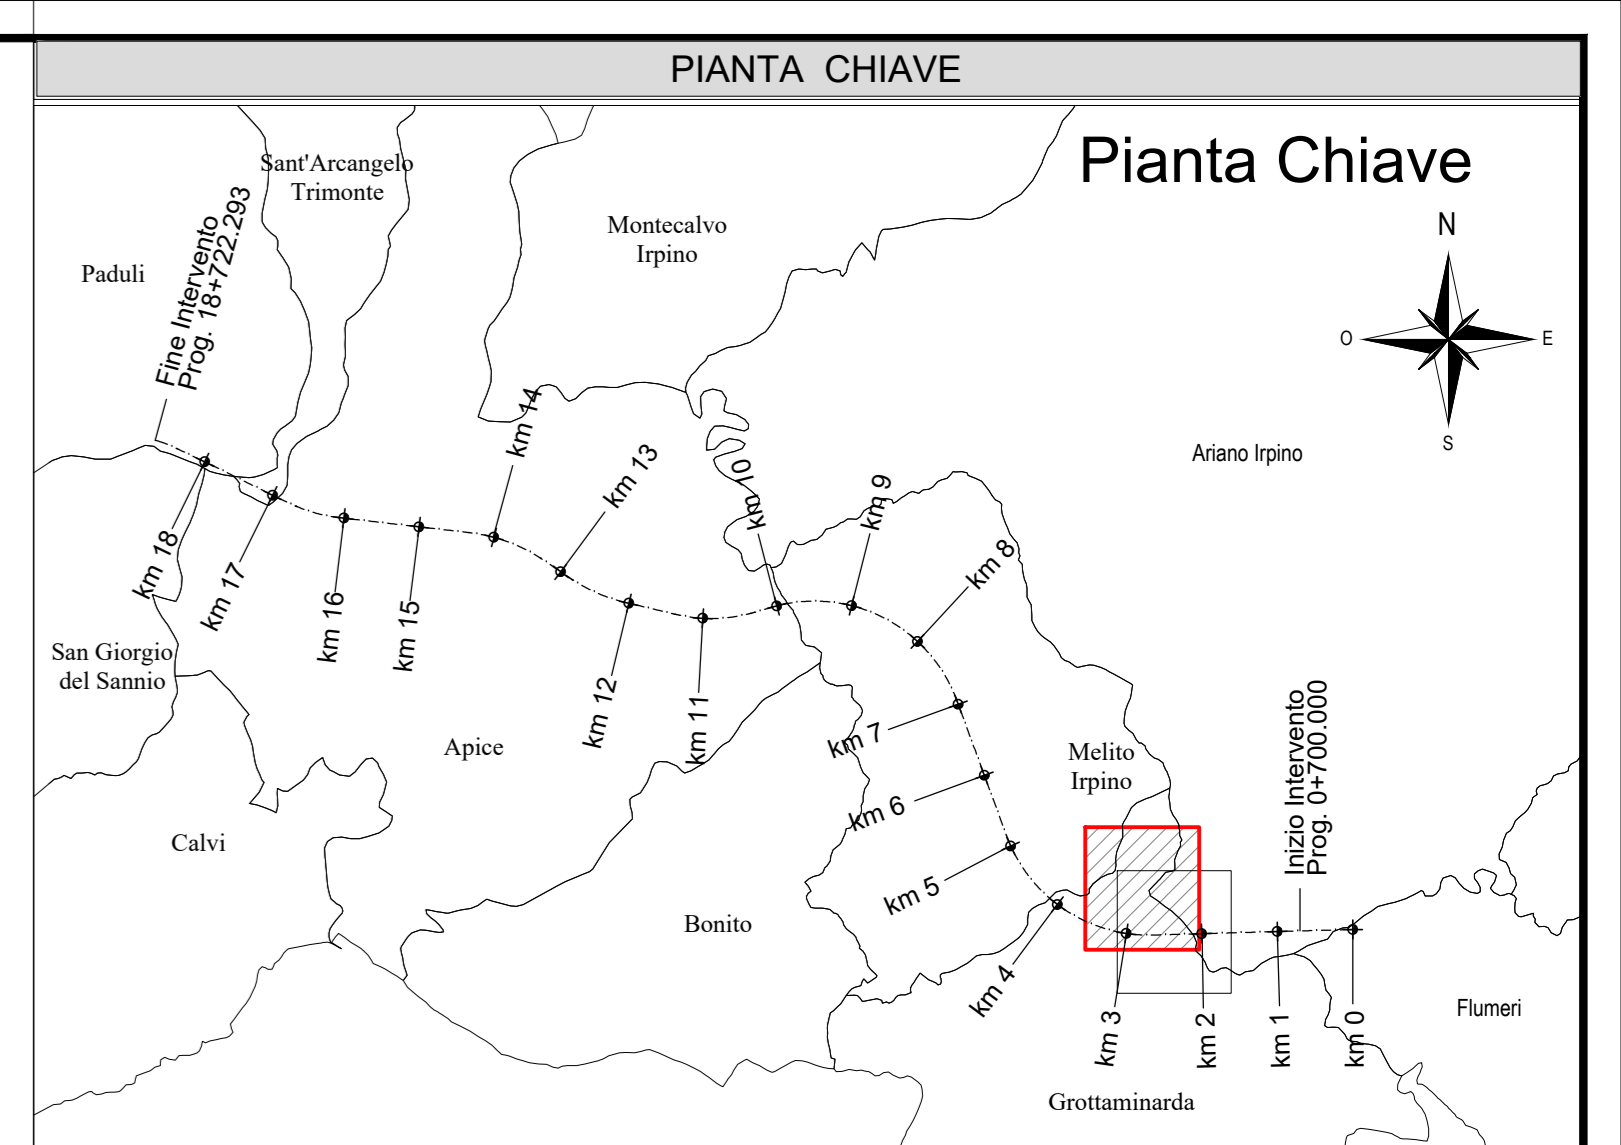 PIANTA CHIAVE
Pianta Chiave
Sant'Arcangelo
Trimonte
Montecalvo
Irpino
Paduli
Fine Intervento
Prog. 18+722.293
N
O
E
S
Ariano Irpino
km 18
km 17
km 16
km 15
km 14
km 13
km 12
km 11
km 10
km 9
km 8
km 7
km 6
km 5
km 4
km 3
km 2
km 1
km 0
San Giorgio
del Sannio
Apice
Calvi
Bonito
Melito
Irpino
Inizio Intervento
Prog. 0+700.000
Flumeri
Grottaminarda